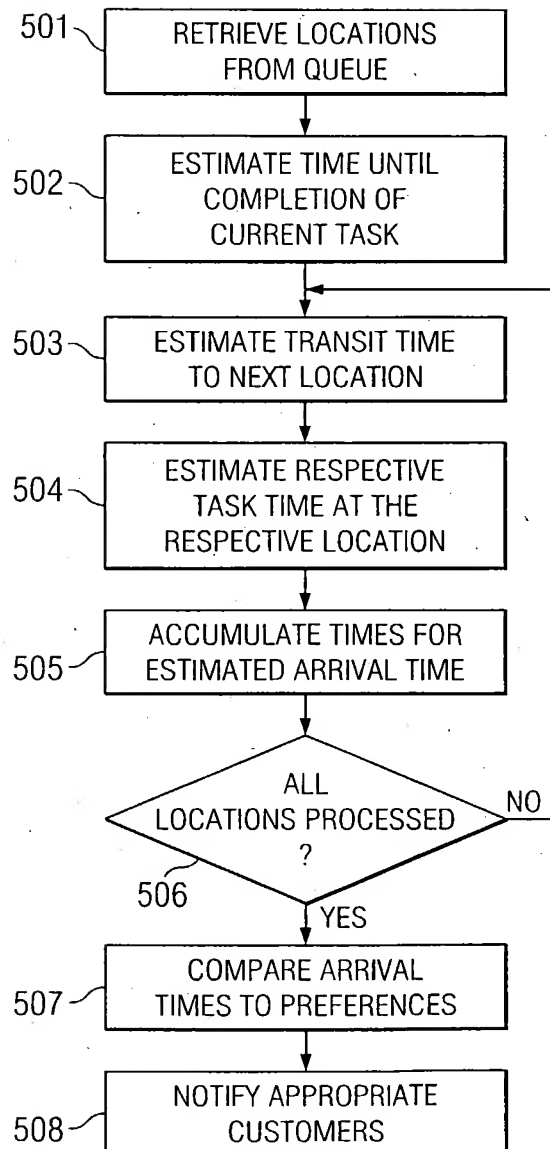 501
RETRIEVE LOCATIONS
FROM QUEUE
502
ESTIMATE TIME UNTIL
COMPLETION OF
CURRENT TASK
503
ESTIMATE TRANSIT TIME
TO NEXT LOCATION
504
ESTIMATE RESPECTIVE
TASK TIME AT THE
RESPECTIVE LOCATION
505
ACCUMULATE TIMES FOR
ESTIMATED ARRIVAL TIME
ALL
LOCATIONS PROCESSED
?
NO
506
YES
507
COMPARE ARRIVAL
TIMES TO PREFERENCES
508
NOTIFY APPROPRIATE
CUSTOMERS